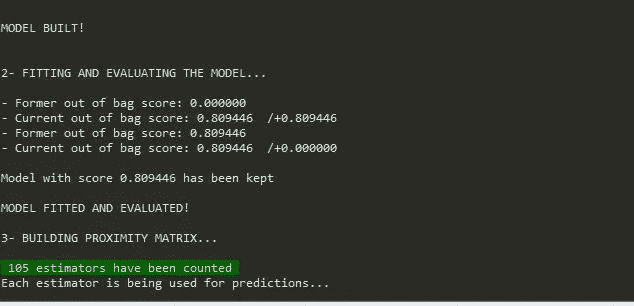 MODEL BUILT!
2- FITTING AND EVALUATING THE MODEL...
- Former out of bag score: 0.000000
- Current out of bag score: 0.809446  /+0.809446
- Former out of bag score: 0.809446
- Current out of bag score: 0.809446  /+0.000000
Model with score 0.809446 has been kept
MODEL FITTED AND EVALUATED!
3- BUILDING PROXIMITY MATRIX...
105 estimators have been counted
Each estimator is being used for predictions...